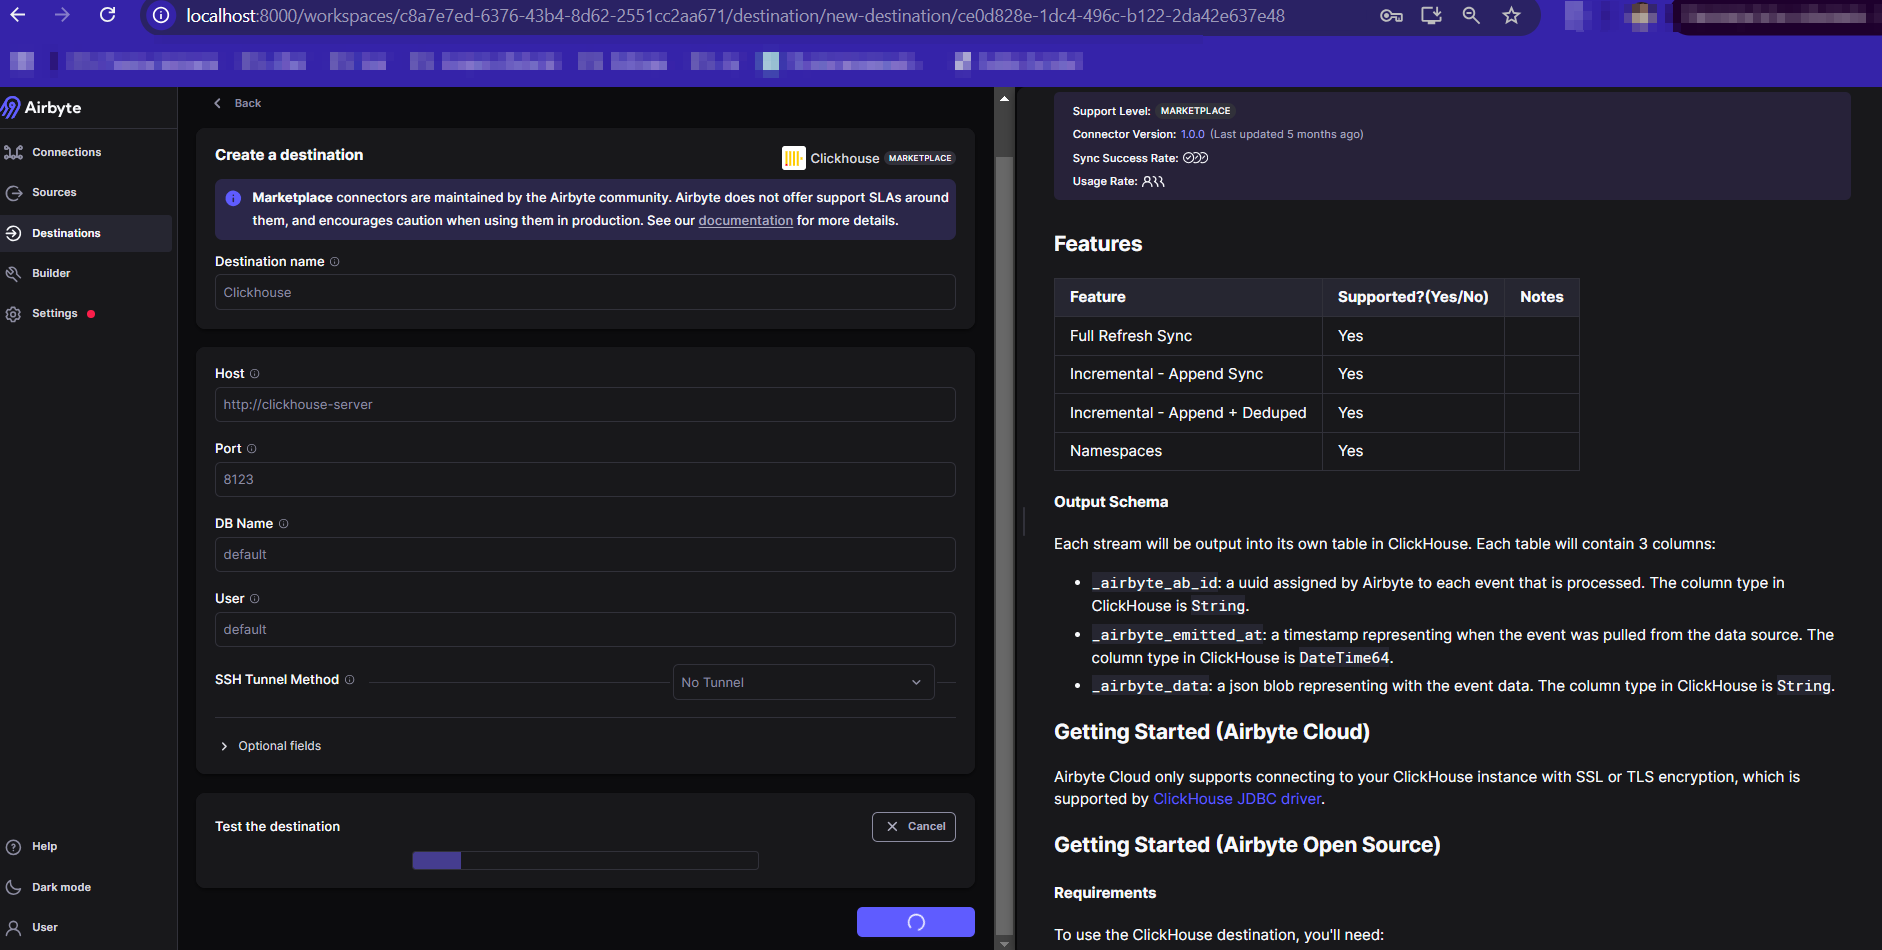 localhost:8000/workspaces/c8a7e7ed-6376-43b4-8d62-2551cc2aa671/destination/new-destination/ce0d828e-1dc4-496c-b122-2da42e637e48
Airbyte
Connections
Sources
Destinations
Builder
Settings
Help
Dark mode
User
Back
Create a destination
Clickhouse MARKETPLACE
Marketplace connectors are maintained by the Airbyte community. Airbyte does not offer support SLAs around
them, and encourages caution when using them in production. See our documentation for more details.
Destination name
Clickhouse
Host
http://clickhouse-server
Port
8123
DB Name
default
User
default
SSH Tunnel Method
No Tunnel
Optional fields
Test the destination
Cancel
Support Level: MARKETPLACE
Connector Version: 1.0.0 (Last updated 5 months ago)
Sync Success Rate:
Usage Rate:
Features
Feature Supported?(Yes/No) Notes
Full Refresh Sync Yes
Incremental - Append Sync Yes
Incremental - Append + Deduped Yes
Namespaces Yes
Output Schema
Each stream will be output into its own table in ClickHouse. Each table will contain 3 columns:
• _airbyte_ab_id: a uuid assigned by Airbyte to each event that is processed. The column type in
ClickHouse is String.
• _airbyte_emitted_at: a timestamp representing when the event was pulled from the data source. The
column type in ClickHouse is DateTime64.
• _airbyte_data: a json blob representing with the event data. The column type in ClickHouse is String.
Getting Started (Airbyte Cloud)
Airbyte Cloud only supports connecting to your ClickHouse instance with SSL or TLS encryption, which is
supported by ClickHouse JDBC driver.
Getting Started (Airbyte Open Source)
Requirements
To use the ClickHouse destination, you'll need: